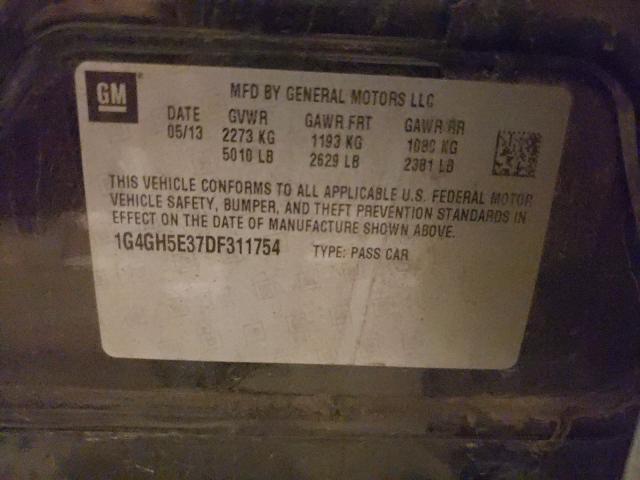 GM
MFD BY GENERAL MOTORS LLC
DATE GVWR GAWR FRT GAWR RR
05/13 2273 KG 1193 KG 1080 KG
5010 LB 2629 LB 2381 LB
THIS VEHICLE CONFORMS TO ALL APPLICABLE U.S. FEDERAL MOTOR
VEHICLE SAFETY, BUMPER, AND THEFT PREVENTION STANDARDS IN
EFFECT ON THE DATE OF MANUFACTURE SHOWN ABOVE.
1G4GH5E37DF311754 TYPE: PASS CAR